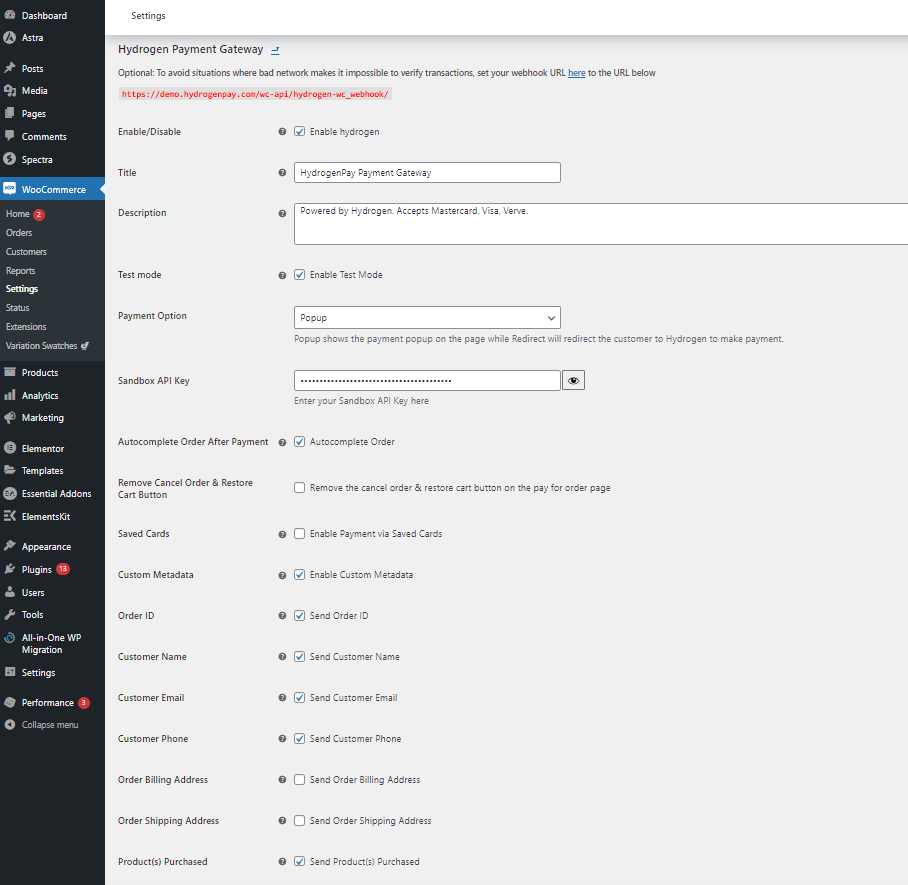 Dashboard
Astra
Posts
Media
Pages
Comments
Spectra
WooCommerce
Home 2
Orders
Customers
Reports
Settings
Status
Extensions
Variation Swatches
Products
Analytics
Marketing
Elementor
Templates
Essential Addons
ElementsKit
Appearance
Plugins 13
Users
Tools
All-in-One WP
Migration
Settings
Performance 3
Collapse menu
Settings
Hydrogen Payment Gateway
Optional: To avoid situations where bad network makes it impossible to verify transactions, set your webhook URL here to the URL below
https://demo.hydrogenpay.com/wc-api/hydrogen-wc_webhook/
Enable/Disable Enable hydrogen
Title HydrogenPay Payment Gateway
Description Powered by Hydrogen. Accepts Mastercard, Visa, Verve.
Test mode Enable Test Mode
Payment Option Popup
Popup shows the payment popup on the page while Redirect will redirect the customer to Hydrogen to make payment.
Sandbox API Key
Enter your Sandbox API Key here
Autocomplete Order After Payment Autocomplete Order
Remove Cancel Order & Restore
Cart Button
Remove the cancel order & restore cart button on the pay for order page
Saved Cards Enable Payment via Saved Cards
Custom Metadata Enable Custom Metadata
Order ID Send Order ID
Customer Name Send Customer Name
Customer Email Send Customer Email
Customer Phone Send Customer Phone
Order Billing Address Send Order Billing Address
Order Shipping Address Send Order Shipping Address
Product(s) Purchased Send Product(s) Purchased